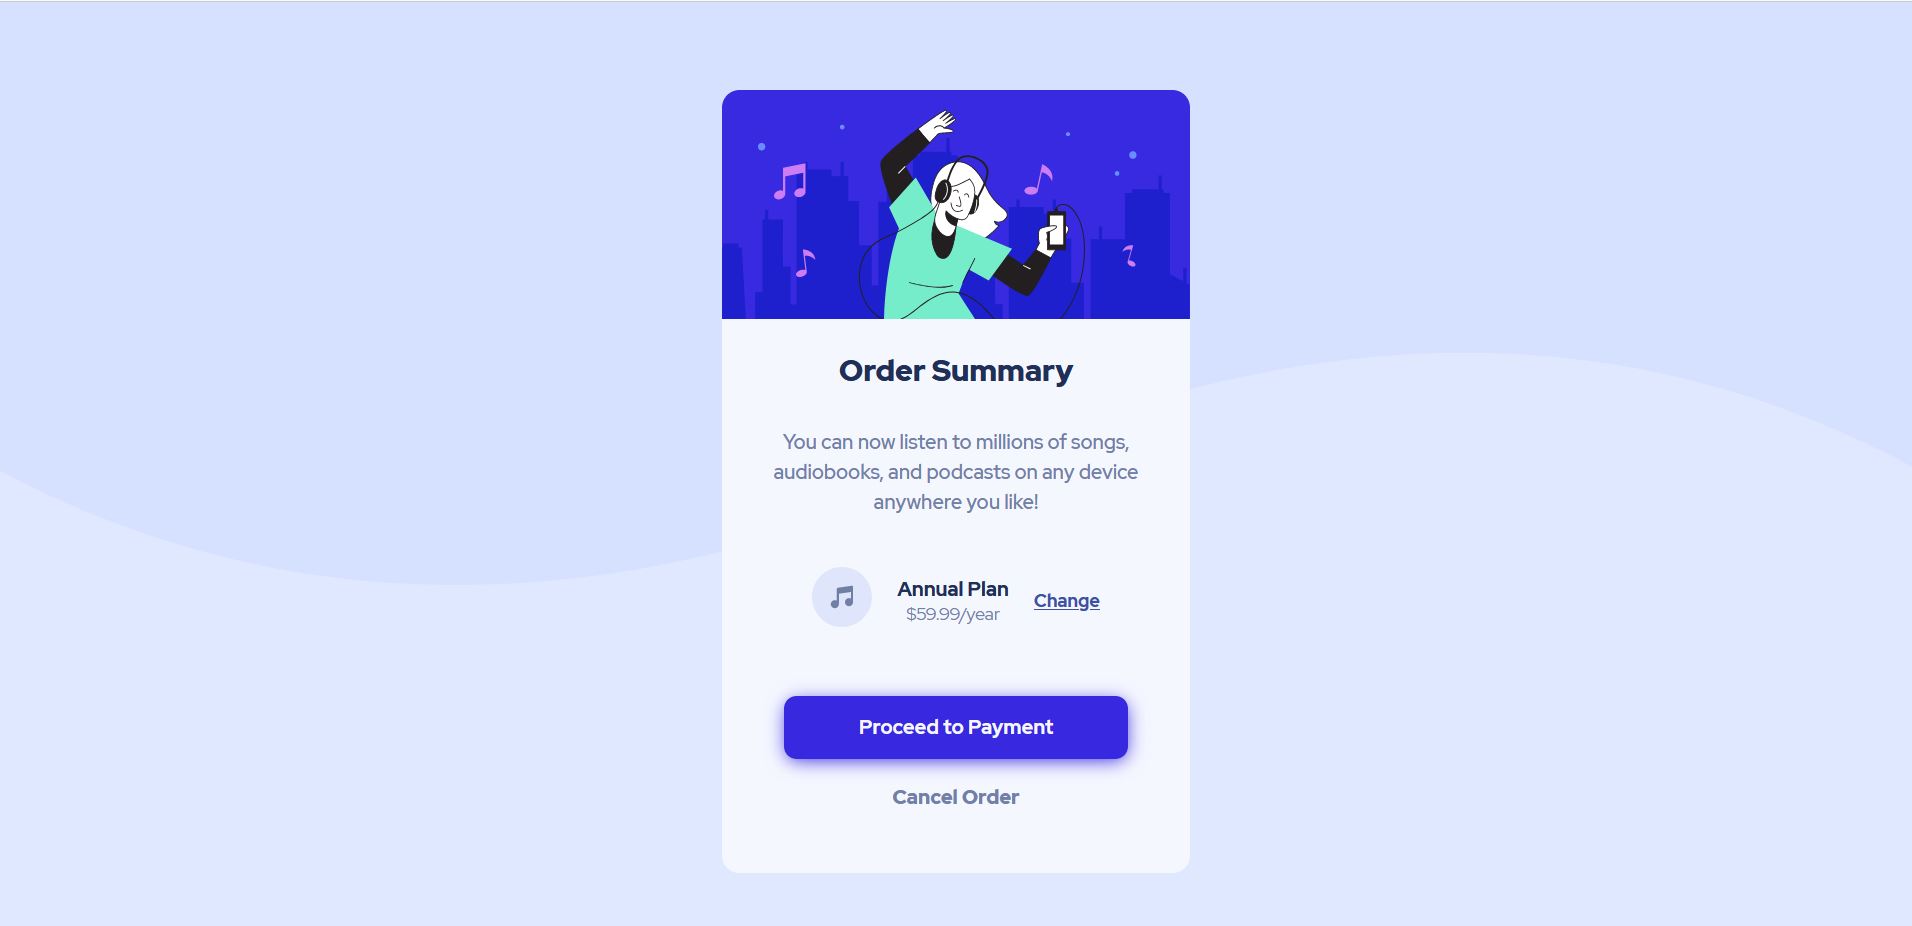 Order Summary
You can now listen to millions of songs,
audiobooks, and podcasts on any device
anywhere you like!
Annual Plan
$59.99/year
Change
Proceed to Payment
Cancel Order